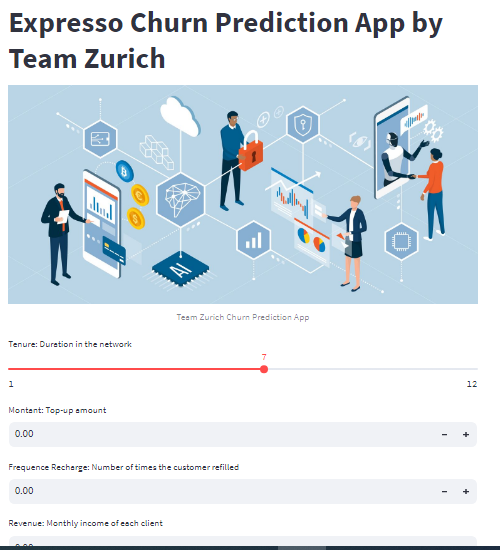 Expresso Churn Prediction App by
Team Zurich
AI
Team Zurich Churn Prediction App
Tenure: Duration in the network
7
1
12
Montant: Top-up amount
0.00
Frequence Recharge: Number of times the customer refilled
0.00
Revenue: Monthly income of each client
0.00